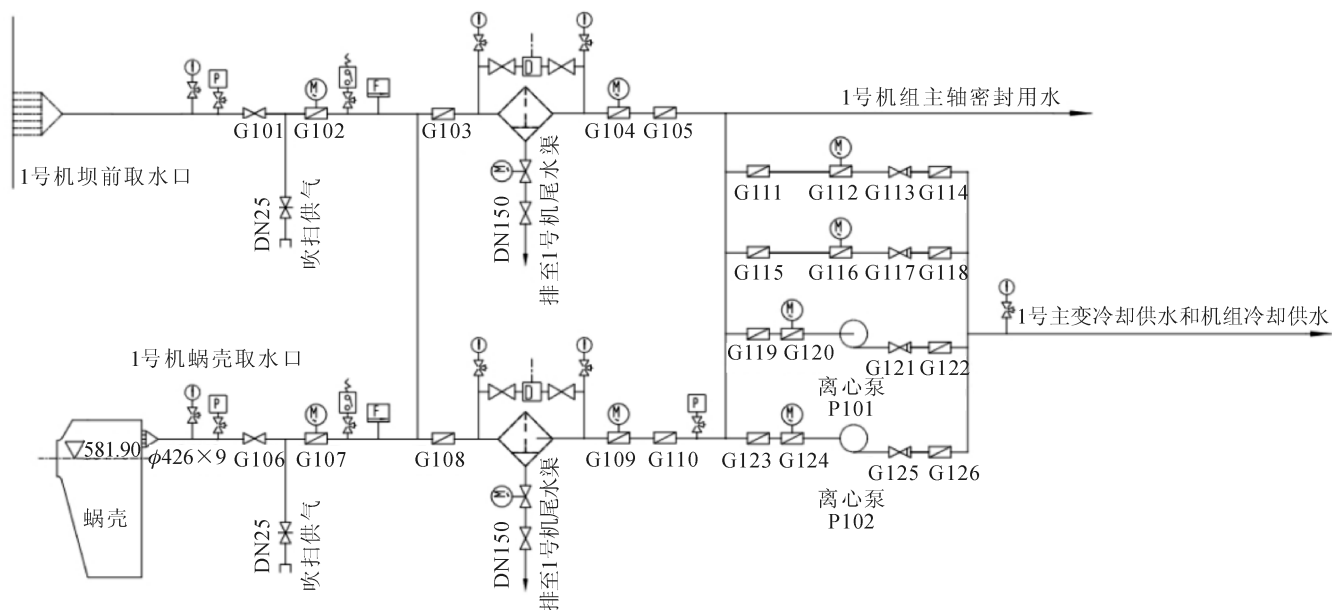 1号机组主轴密封用水
P
M
g
F
D
M
G101
G102
G103
G104
G105
1号机坝前取水口
M
DN25
吹扫供气
DN150
排至1号机尾水渠
M
G111
G112
G113
G114
M
G115
G116
G117
G118
M
G119
G120
G121
G122
离心泵
P101
1号主变冷却供水和机组冷却供水
1号机蜗壳取水口
P
M
g
F
D
M
P
M
581.90
ϕ426×9
G106
G107
G108
G109
G110
G123
G124
G125
G126
离心泵
P102
蜗壳
M
DN25
吹扫供气
DN150
排至1号机尾水渠